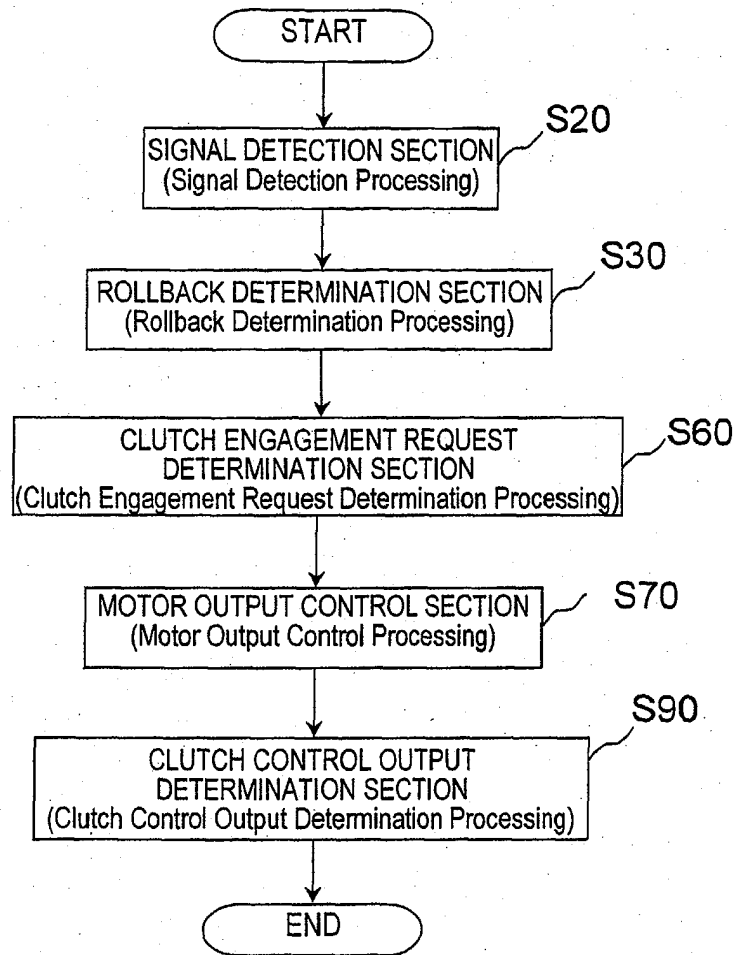 START
S20
SIGNAL DETECTION SECTION
(Signal Detection Processing)
S30
ROLLBACK DETERMINATION SECTION
(Rollback Determination Processing)
S60
CLUTCH ENGAGEMENT REQUEST
DETERMINATION SECTION
(Clutch Engagement Request Determination Processing)
S70
MOTOR OUTPUT CONTROL SECTION
(Motor Output Control Processing)
S90
CLUTCH CONTROL OUTPUT
DETERMINATION SECTION
(Clutch Control Output Determination Processing)
END